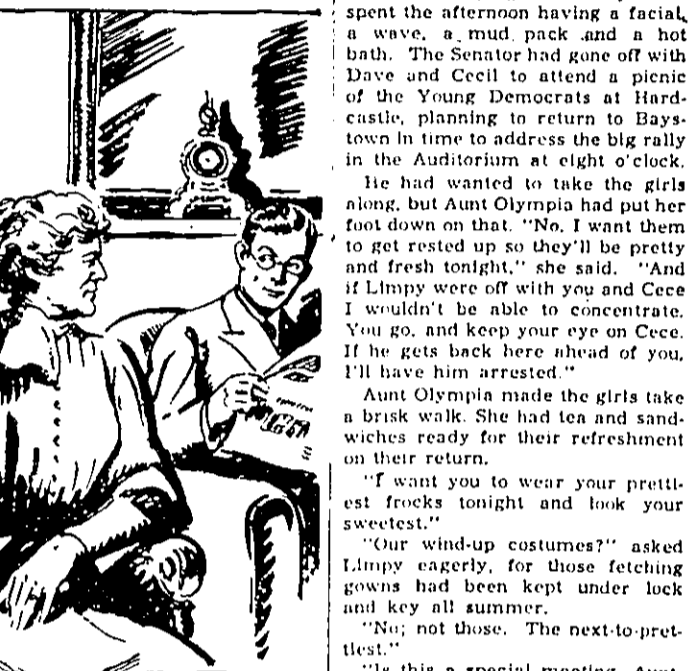 spent the afternoon having a facial,
a wave, a mud pack and a hot
bath. The Senator had gone off with
Dave and Cecil to attend a picnic
of the Young Democrats at Hard-
castle, planning to return to Bays-
town in time to address the big rally
in the Auditorium at eight o'clock.
He had wanted to take the girls
along, but Aunt Olympia had put her
foot down on that. "No, I want them
to get rested up so they'll be pretty
and fresh tonight," she said. "And
if Limpy were off with you and Cece
I wouldn't be able to concentrate.
You go, and keep your eye on Cece.
If he gets back here ahead of you,
I'll have him arrested."
Aunt Olympia made the girls take
a brisk walk. She had tea and sand-
wiches ready for their refreshment
on their return.
"I want you to wear your pretti-
est frocks tonight and look your
sweetest."
"Our wind-up costumes?" asked
Limpy eagerly, for those fetching
gowns had been kept under lock
and key all summer.
"No; not those. The next-to-pret-
tiest."
"Is this a special meeting, Aunt